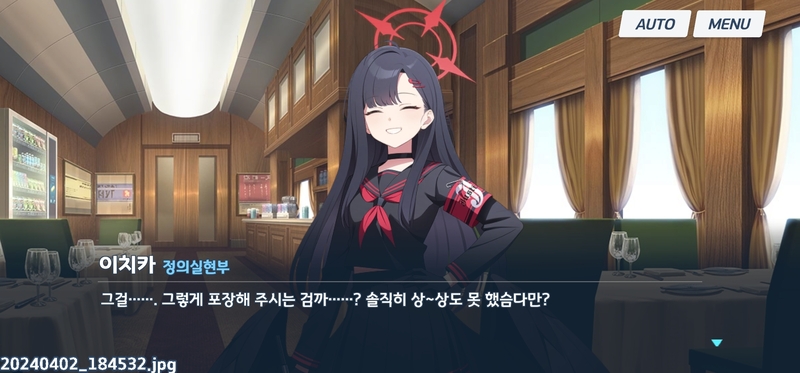 AUTO
MENU
이치카 정의실현부
그걸……. 그렇게 포장해 주시는 검까……? 솔직히 상~상도 못 했슴다만?
20240402_184532.jpg